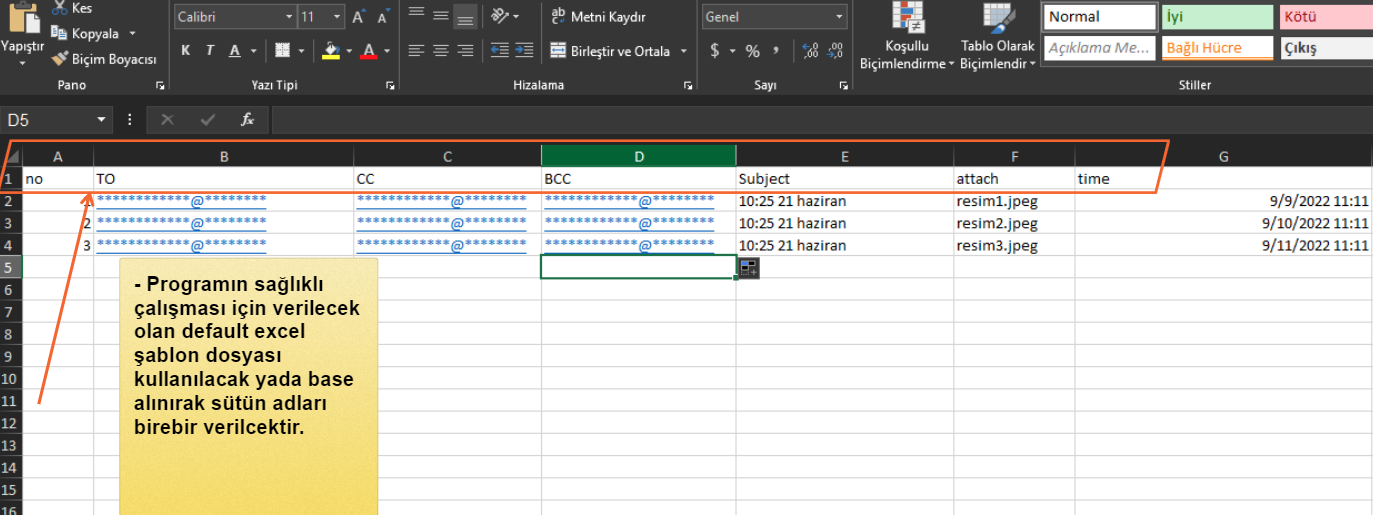 Kes
Yapıştır
Kopyala
Biçim Boyacısı
Pano
Calibri 11 A A
K T A A
Yazı Tipi
ab Metni Kaydır
Birleştir ve Ortala
Hizalama
Genel
$ % ,
Sayı
Koşullu
Biçimlendirme
Tablo Olarak
Biçimlendir
Normal İyi Kötü
Açıklama Me... Bağlı Hücre Çıkış
Stiller
D5 fx
A B C D E F G
1 no TO CC BCC Subject attach time
2 1 ************@******** ************@******** ************@******** 10:25 21 haziran resim1.jpeg 9/9/2022 11:11
3 2 ************@******** ************@******** ************@******** 10:25 21 haziran resim2.jpeg 9/10/2022 11:11
4 3 ************@******** ************@******** ************@******** 10:25 21 haziran resim3.jpeg 9/11/2022 11:11
5
6
7
8
9
10
11
12
13
14
15
16
- Programın sağlıklı
çalışması için verilecek
olan default excel
şablon dosyası
kullanılacak yada base
alınırak sütün adları
birebir verilcektir.